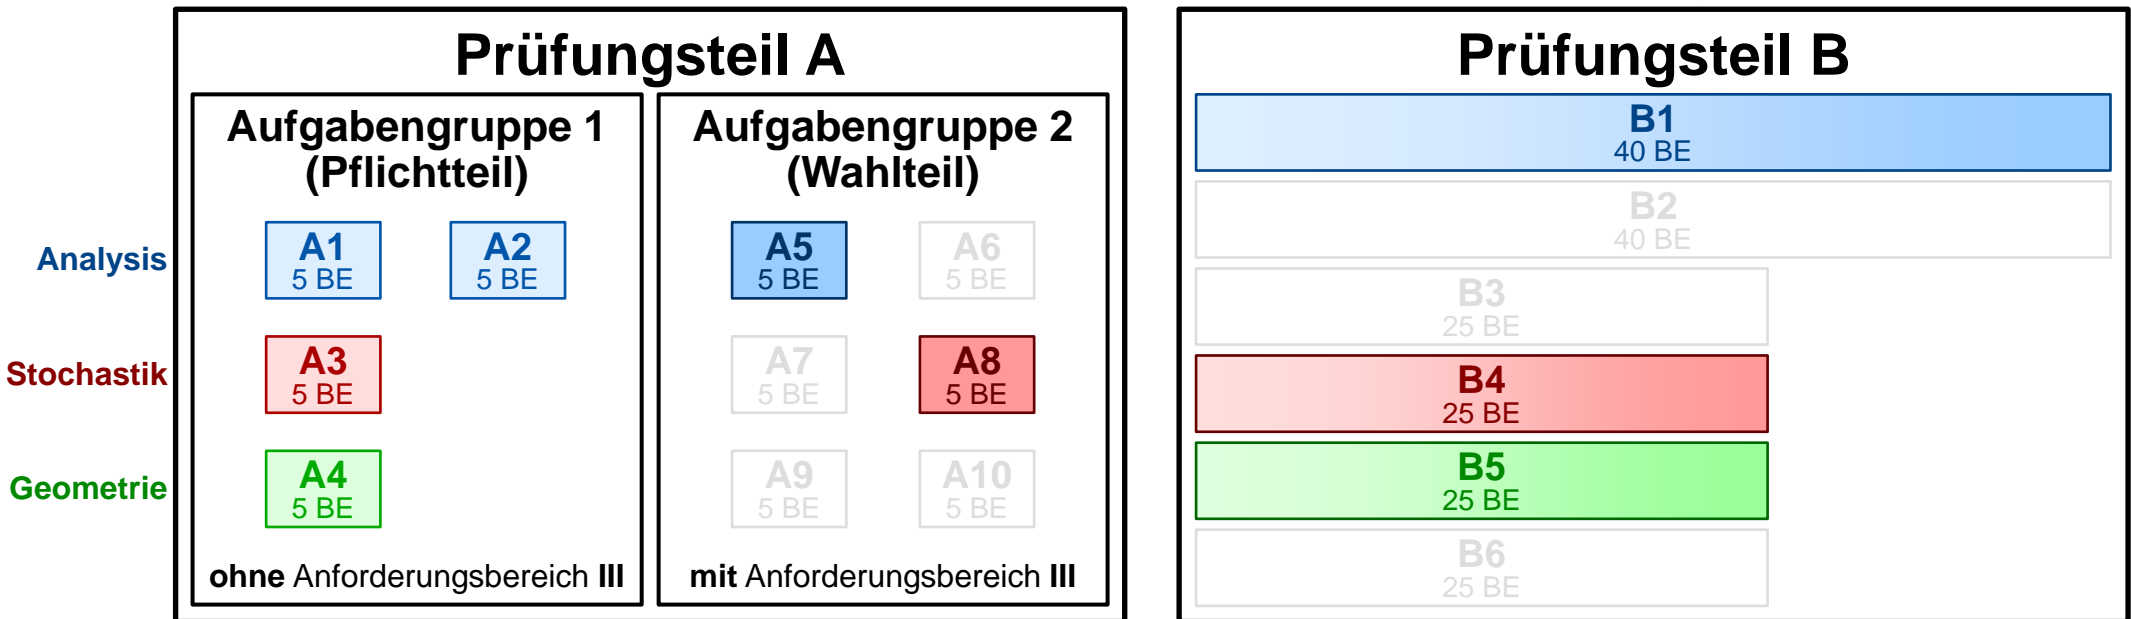 Prüfungsteil A
Aufgabengruppe 1
(Pflichtteil)
Aufgabengruppe 2
(Wahlteil)
Analysis
A1
5 BE
A2
5 BE
A5
5 BE
A6
5 BE
Stochastik
A3
5 BE
A7
5 BE
A8
5 BE
Geometrie
A4
5 BE
A9
5 BE
A10
5 BE
ohne Anforderungsbereich III
mit Anforderungsbereich III
Prüfungsteil B
B1
40 BE
B2
40 BE
B3
25 BE
B4
25 BE
B5
25 BE
B6
25 BE